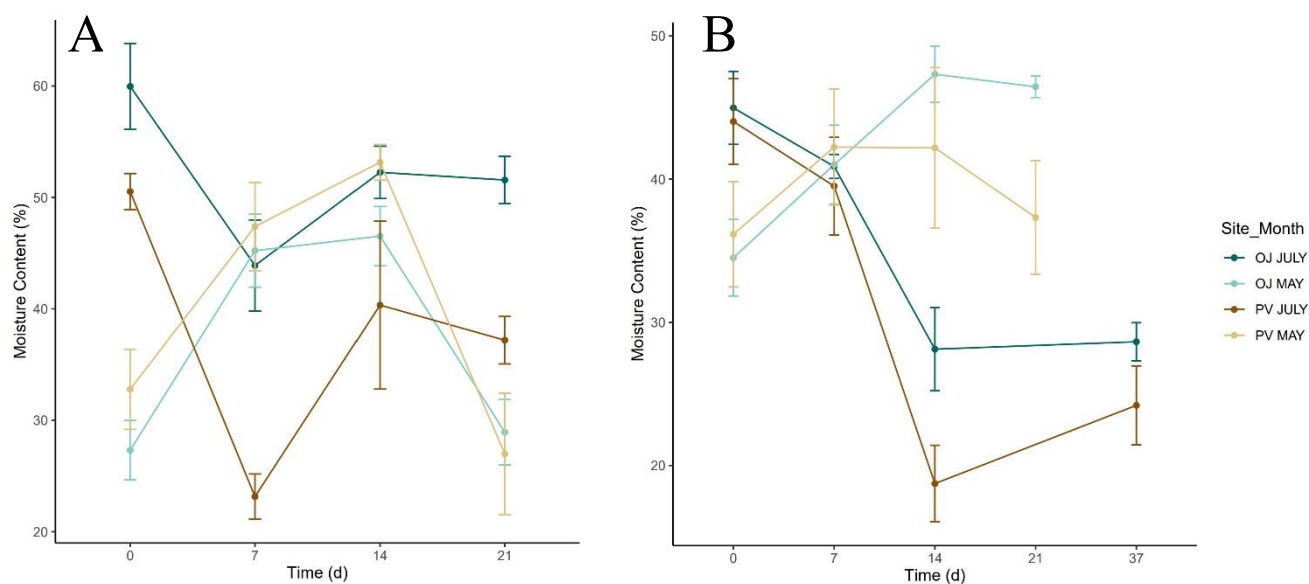 A
Moisture Content (%)
60
50
40
30
20
0 7 14 21
Time (d)
B
Moisture Content (%)
50
40
30
20
0 7 14 21 37
Time (d)
Site_Month
OJ JULY
OJ MAY
PV JULY
PV MAY